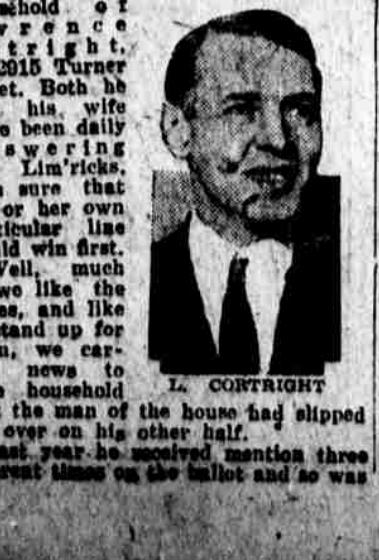 sehold of
wrence
tright,
2015 Turner
et. Both he
his wife
been daily
swering
Lim'ricks,
sure that
or her own
ticular line
ld win first.
Well, much
we like the
es, and like
stand up for
n, we car-
news to
household
L. CORTRIGHT
the man of the house had slipped
over on his other half.
ast year he received mention three
erent times on the ballot and so was